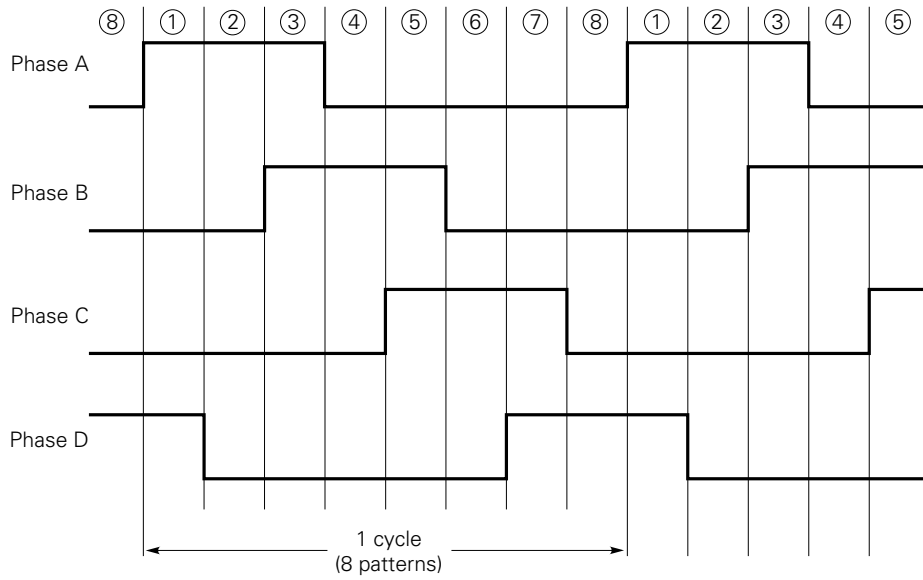 ⑧ ① ② ③ ④ ⑤ ⑥ ⑦ ⑧ ① ② ③ ④ ⑤
Phase A
Phase B
Phase C
Phase D
1 cycle
(8 patterns)